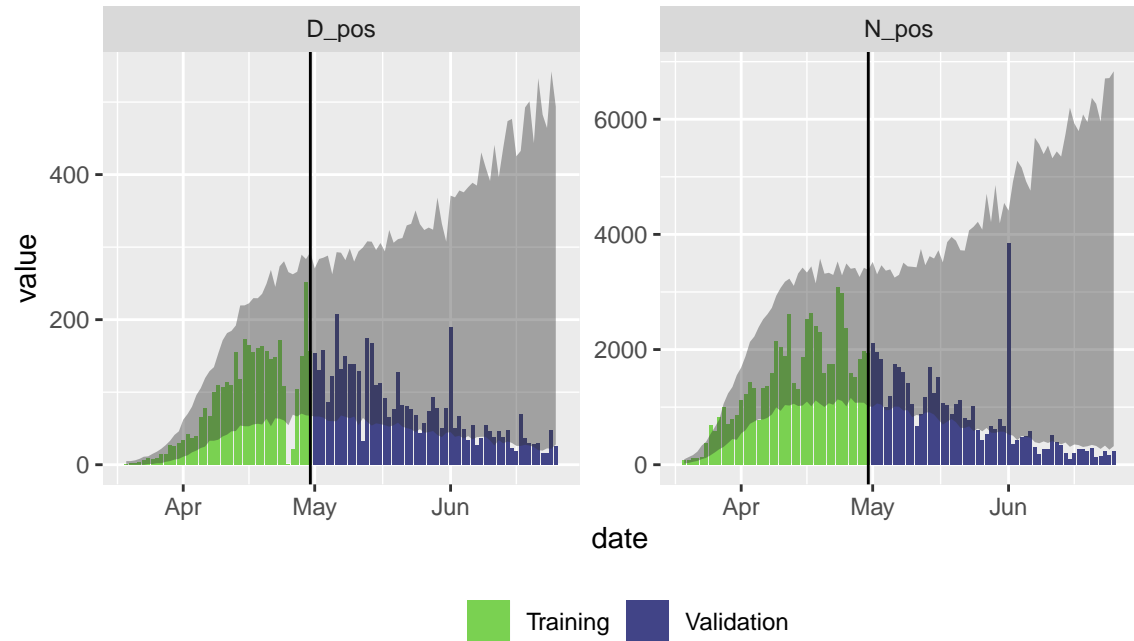 D_pos
N_pos
value
400
200
0
6000
4000
2000
0
Apr
May
Jun
Apr
May
Jun
date
Training
Validation